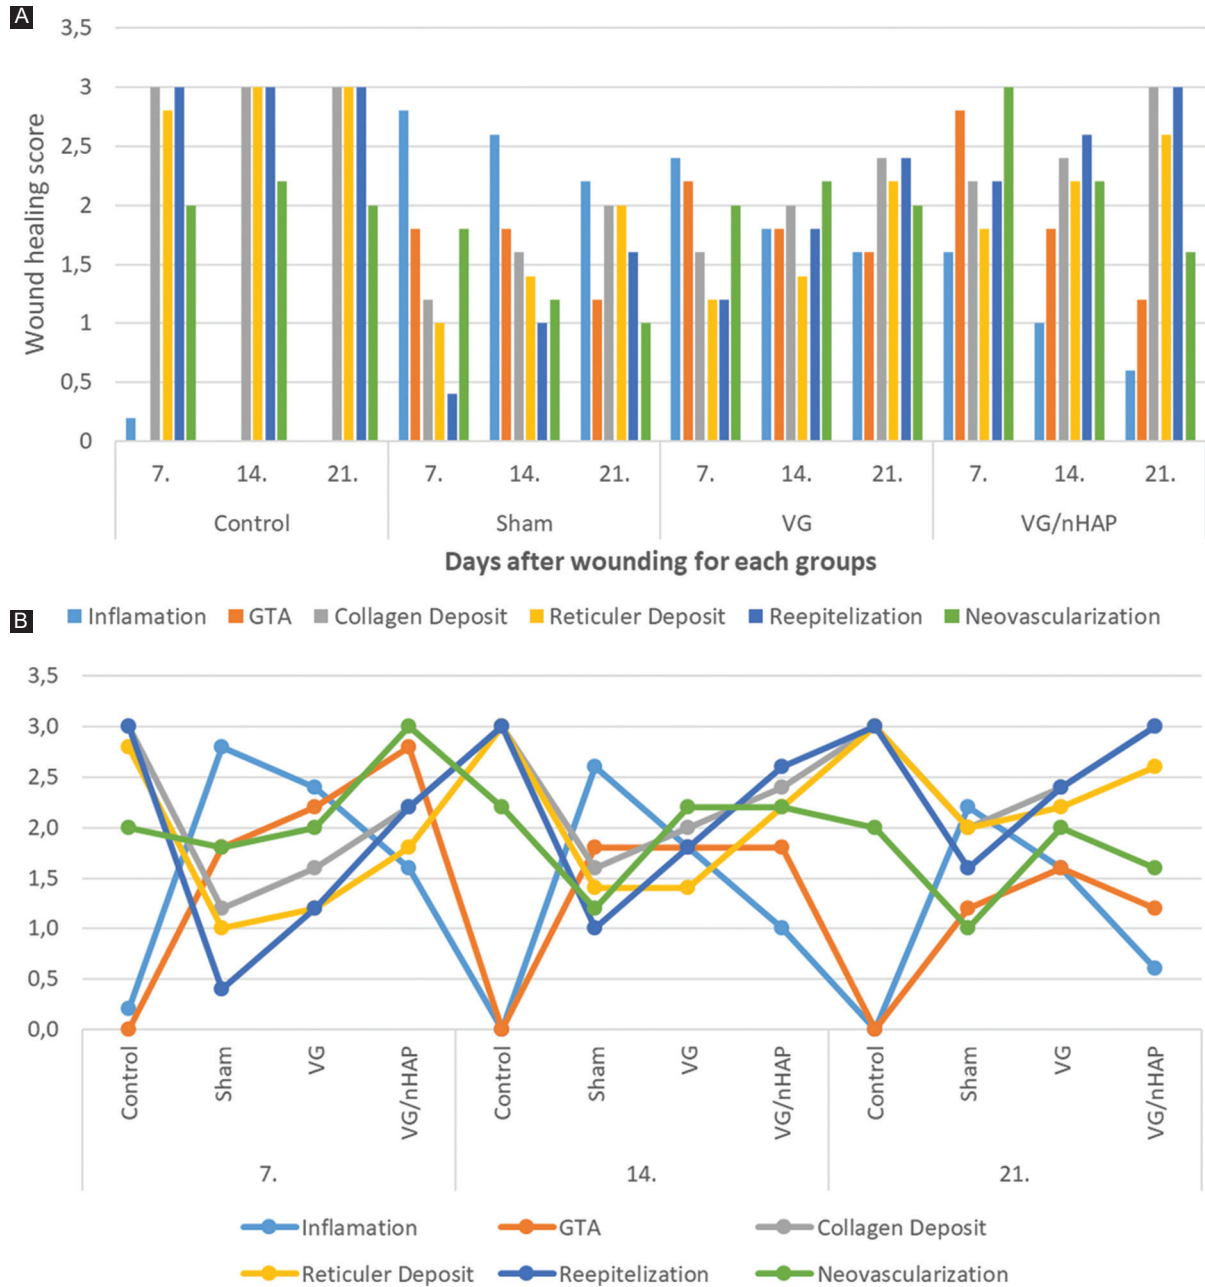 A
3,5
3
2,5
2
1,5
1
0,5
0
Wound healing score
7. 14. 21. 7. 14. 21. 7. 14. 21. 7. 14. 21.
Control Sham VG VG/nHAP
Days after wounding for each groups
Inflamation GTA Collagen Deposit Reticuler Deposit Reepitelization Neovascularization
B
3,5
3,0
2,5
2,0
1,5
1,0
0,5
0,0
Control Sham VG VG/nHAP Control Sham VG VG/nHAP Control Sham VG VG/nHAP
7. 14. 21.
Inflamation GTA Collagen Deposit
Reticuler Deposit Reepitelization Neovascularization